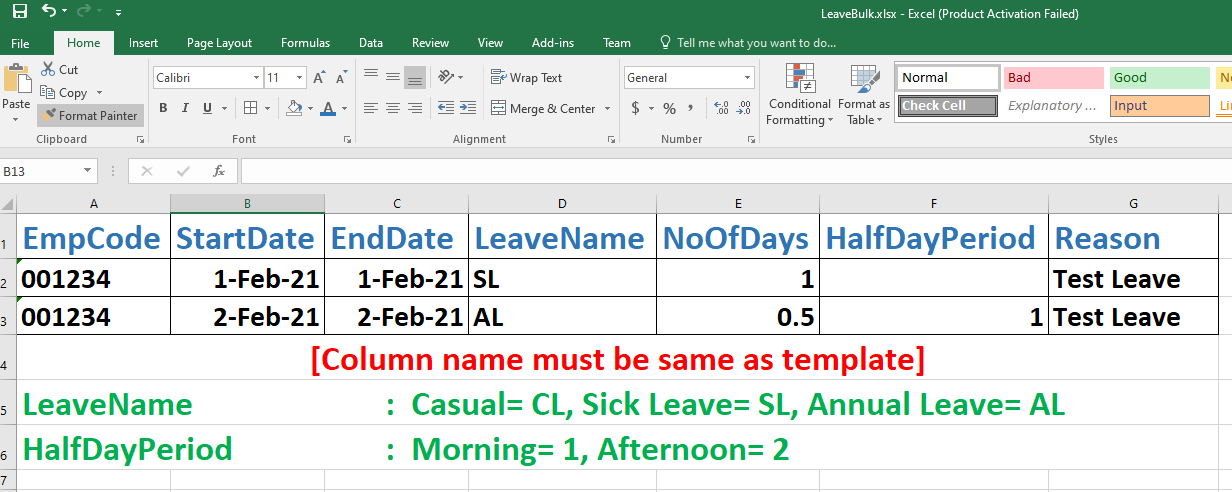 LeaveBulk.xlsx - Excel (Product Activation Failed)
File Home Insert Page Layout Formulas Data Review View Add-ins Team Tell me what you want to do...
Paste
Cut
Copy
Format Painter
Clipboard
Calibri 11
B I U
Font
Wrap Text
Merge & Center
Alignment
General
$ % ,
Number
Conditional Formatting
Format as Table
Normal Bad Good
Check Cell Explanatory ... Input
Styles
B13 fx
A B C D E F G
1 EmpCode StartDate EndDate LeaveName NoOfDays HalfDayPeriod Reason
2 001234 1-Feb-21 1-Feb-21 SL 1 Test Leave
3 001234 2-Feb-21 2-Feb-21 AL 0.5 1 Test Leave
4 [Column name must be same as template]
5 LeaveName : Casual= CL, Sick Leave= SL, Annual Leave= AL
6 HalfDayPeriod : Morning= 1, Afternoon= 2
7